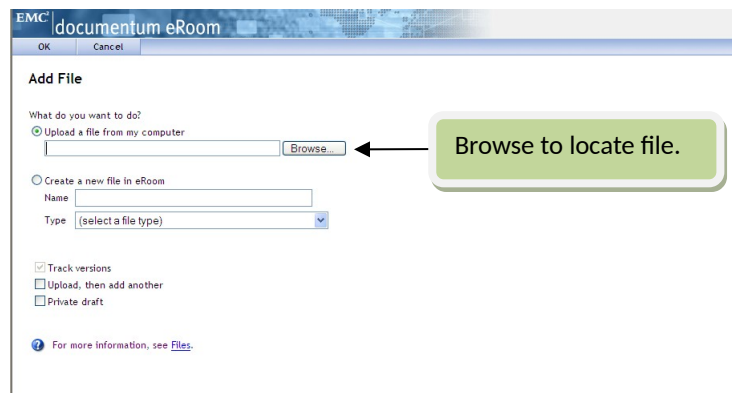 EMC² documentum eRoom
OK Cancel
Add File
What do you want to do?
Upload a file from my computer
Browse...
Browse to locate file.
Create a new file in eRoom
Name
Type (select a file type)
Track versions
Upload, then add another
Private draft
For more information, see Files.